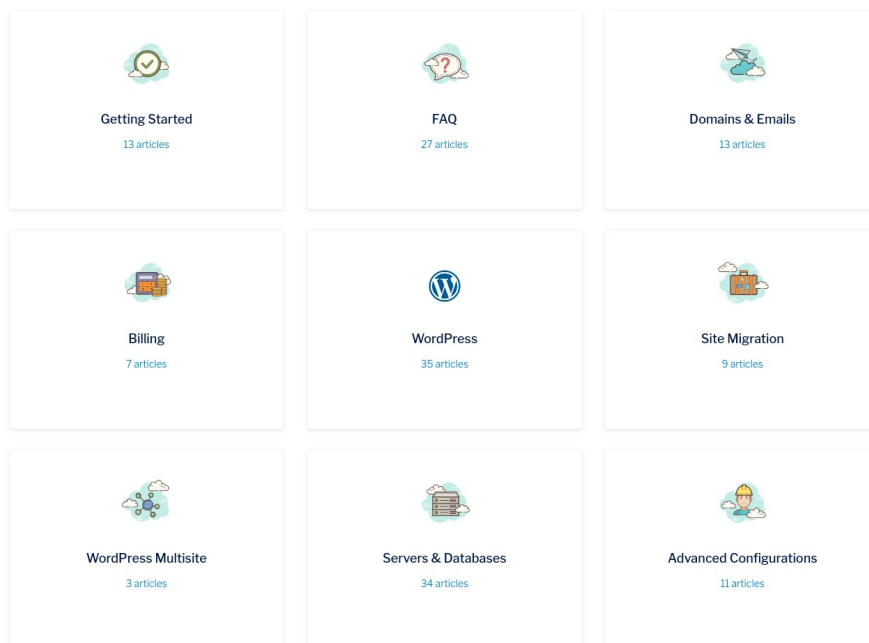 Getting Started
13 articles
FAQ
27 articles
Domains & Emails
13 articles
Billing
7 articles
WordPress
35 articles
Site Migration
9 articles
WordPress Multisite
3 articles
Servers & Databases
34 articles
Advanced Configurations
11 articles